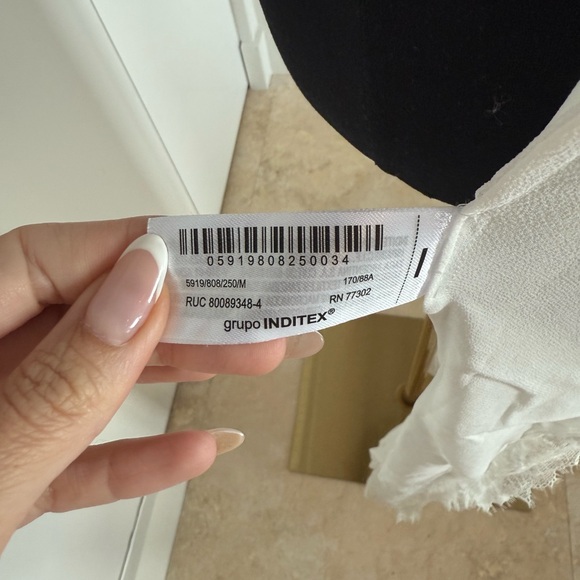 05919808250034
5919/808/250/M 170/88A
RUC 80089348-4 RN 77302
grupo INDITEX®